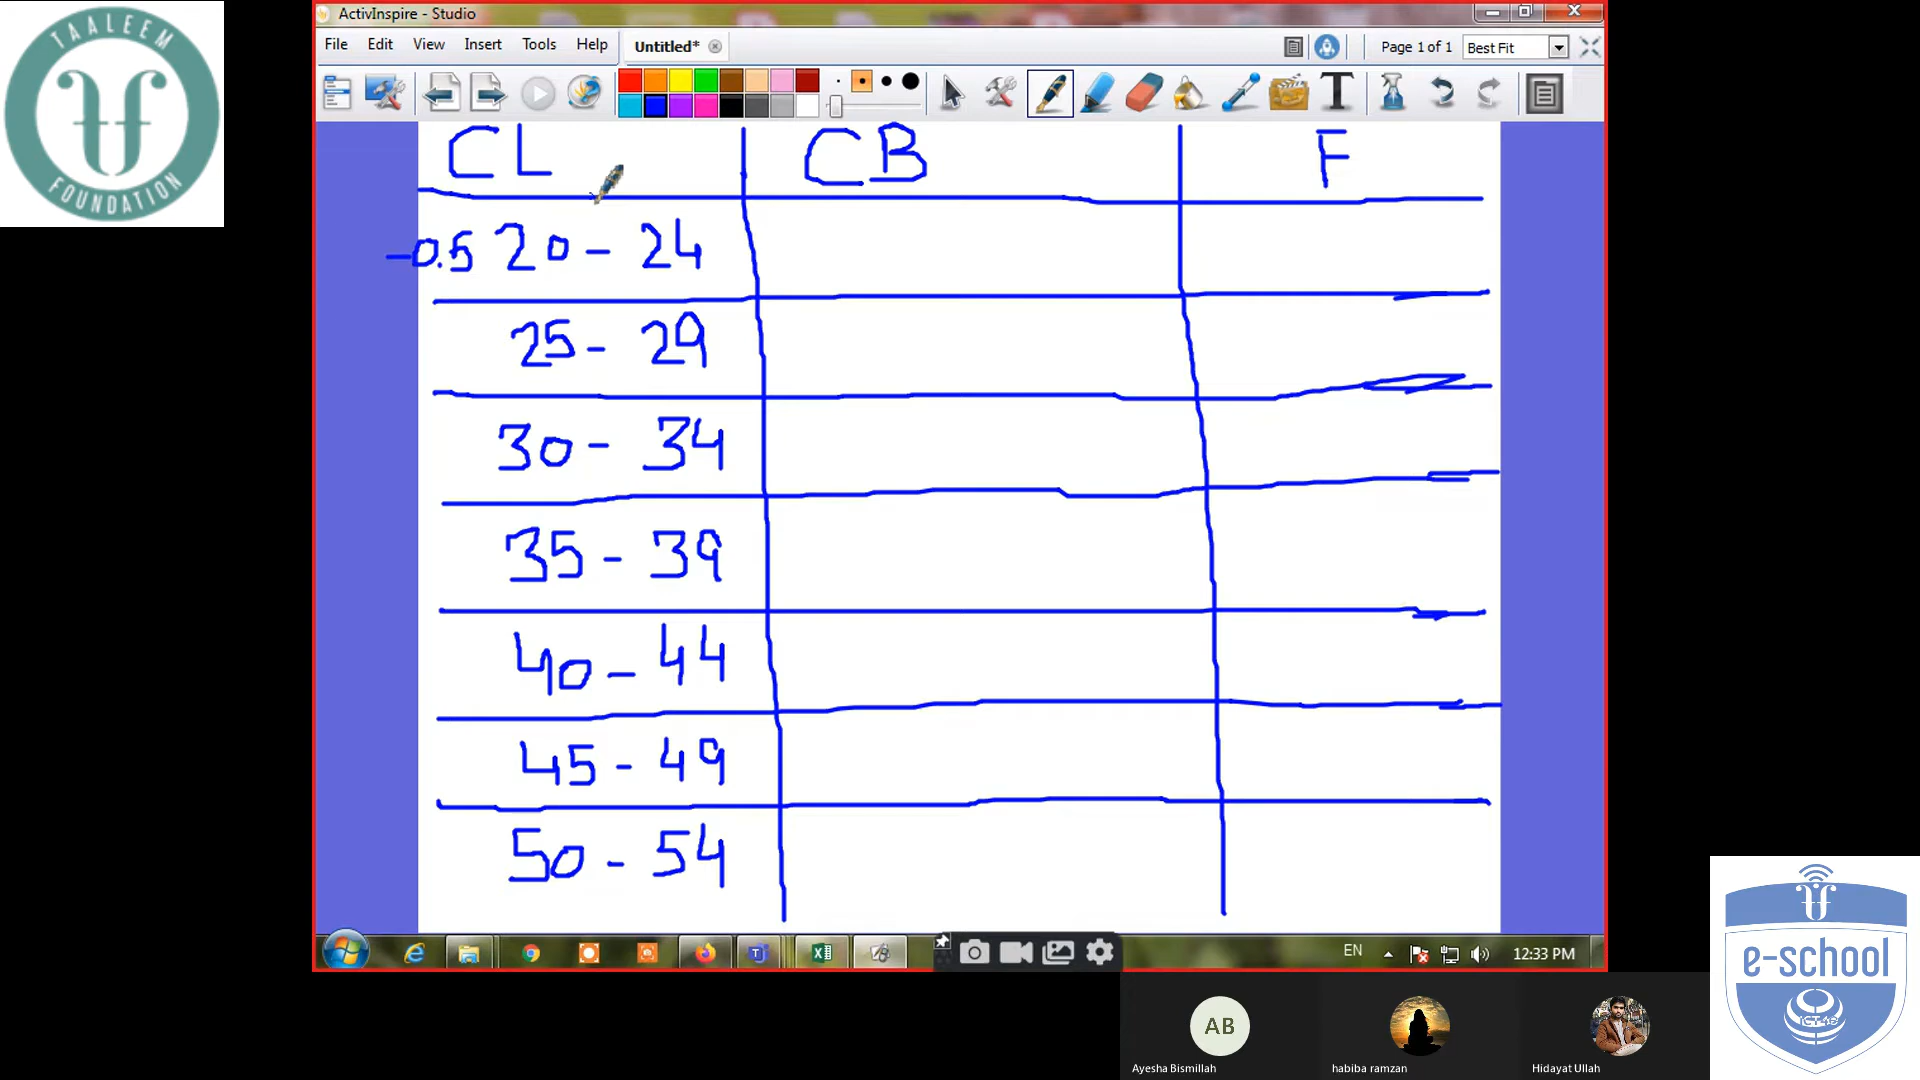 TAALEEM
FOUNDATION
ActivInspire - Studio
File Edit View Insert Tools Help Untitled* Page 1 of 1 Best Fit
CL CB F
-0.5 20 - 24
25 - 29
30 - 34
35 - 39
40 - 44
45 - 49
50 - 54
EN 12:33 PM
AB
Ayesha Bismillah habiba ramzan Hidayat Ullah
e-school